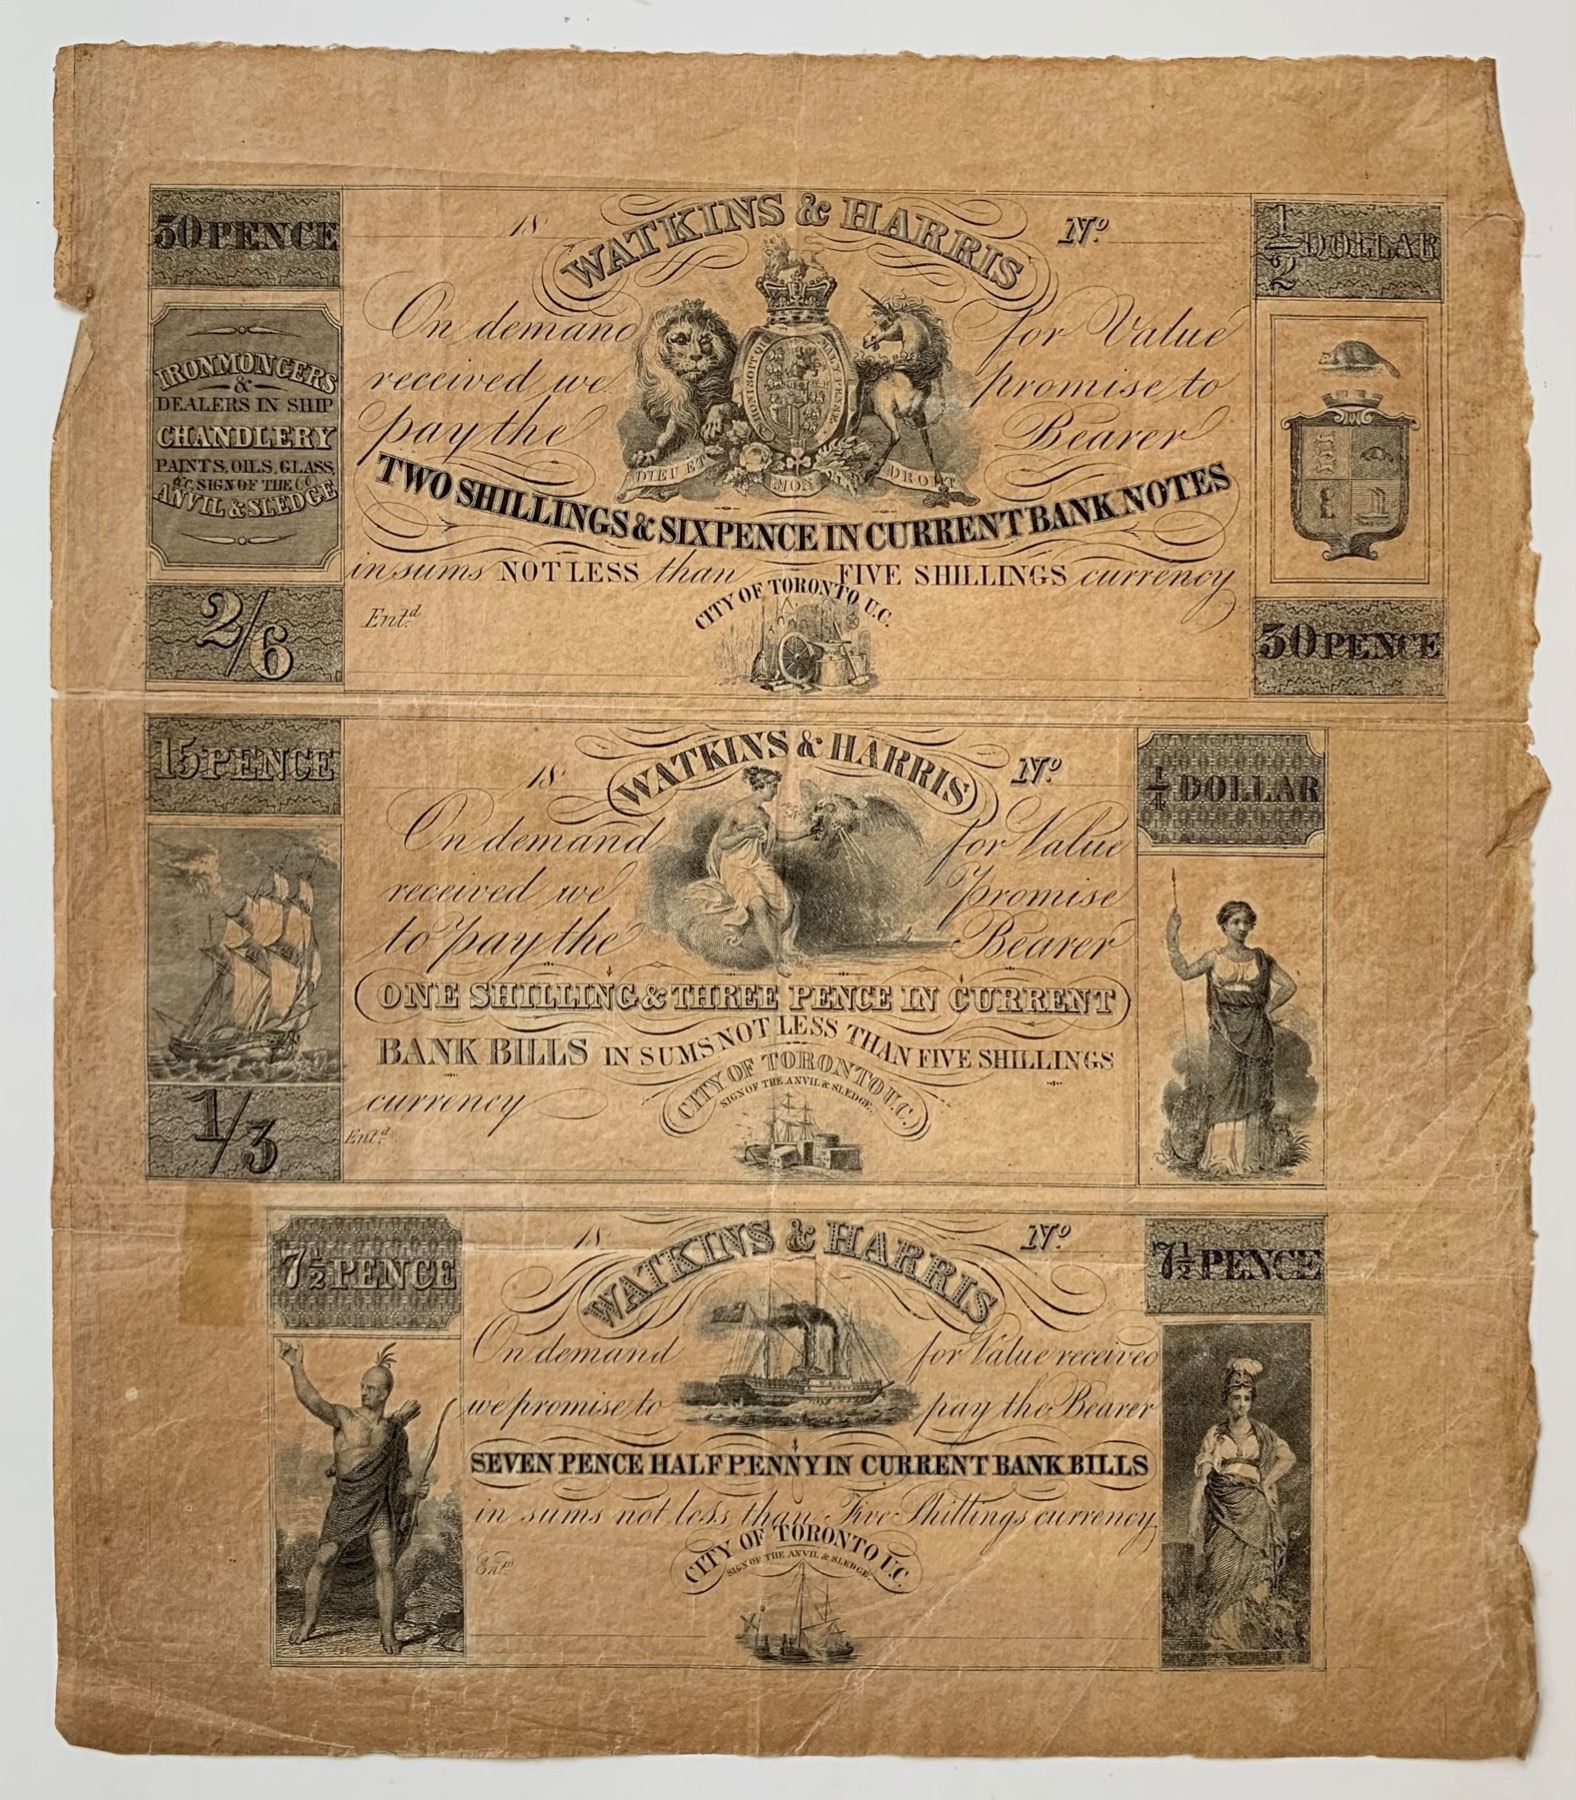 30 PENCE
18
WATKINS & HARRIS
Nº
1/2 DOLLAR
On demand for Value
received we promise to
pay the Bearer
HONI SOIT QUI MAL Y PENSE
DIEU ET MON DROIT
TWO SHILLINGS & SIXPENCE IN CURRENT BANK NOTES
in sums NOT LESS than FIVE SHILLINGS currency
CITY OF TORONTO, U.C.
Entd
IRONMONGERS
&
DEALERS IN SHIP
CHANDLERY
PAINTS, OILS, GLASS,
&C. SIGN OF THE
ANVIL & SLEDGE
2/6
30 PENCE
15 PENCE
18
WATKINS & HARRIS
Nº
1/4 DOLLAR
On demand for Value
received we Promise
to pay the Bearer
ONE SHILLING & THREE PENCE IN CURRENT
BANK BILLS IN SUMS NOT LESS THAN FIVE SHILLINGS
currency
CITY OF TORONTO U.C.
SIGN OF THE ANVIL & SLEDGE.
Entd
1/3
7 1/2 PENCE
18
WATKINS & HARRIS
Nº
7 1/2 PENCE
On demand for Value received
we promise to pay the Bearer
SEVEN PENCE HALF PENNY IN CURRENT BANK BILLS
in sums not less than Five Shillings currency
CITY OF TORONTO U.C.
SIGN OF THE ANVIL & SLEDGE.
Entd